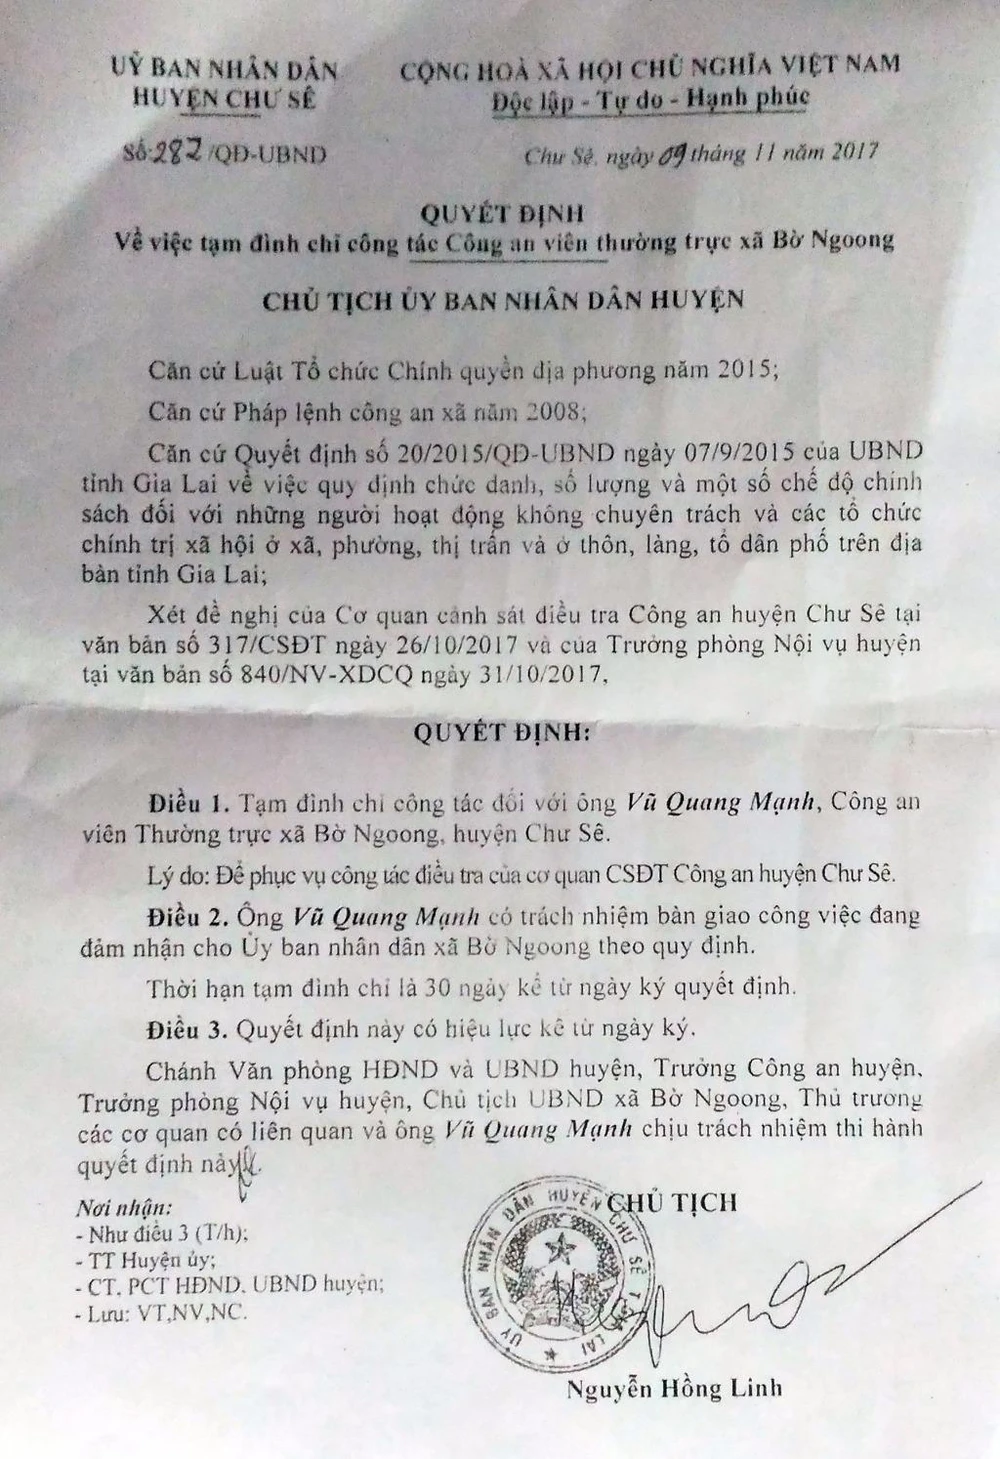 UỶ BAN NHÂN DÂN
HUYỆN CHƯ SÊ
Số:282/QĐ-UBND
CỘNG HOÀ XÃ HỘI CHỦ NGHĨA VIỆT NAM
Độc lập - Tự do - Hạnh phúc
Chư Sê, ngày 09 tháng 11 năm 2017
QUYẾT ĐỊNH
Về việc tạm đình chỉ công tác Công an viên thường trực xã Bờ Ngoong
CHỦ TỊCH ỦY BAN NHÂN DÂN HUYỆN
Căn cứ Luật Tổ chức Chính quyền địa phương năm 2015;
Căn cứ Pháp lệnh công an xã năm 2008;
Căn cứ Quyết định số 20/2015/QĐ-UBND ngày 07/9/2015 của UBND
tỉnh Gia Lai về việc quy định chức danh, số lượng và một số chế độ chính
sách đối với những người hoạt động không chuyên trách và các tổ chức
chính trị xã hội ở xã, phường, thị trấn và ở thôn, làng, tổ dân phố trên địa
bàn tỉnh Gia Lai;
Xét đề nghị của Cơ quan cảnh sát điều tra Công an huyện Chư Sê tại
văn bản số 317/CSĐT ngày 26/10/2017 và của Trưởng phòng Nội vụ huyện
tại văn bản số 840/NV-XDCQ ngày 31/10/2017,
QUYẾT ĐỊNH:
Điều 1. Tạm đình chỉ công tác đối với ông Vũ Quang Mạnh, Công an
viên Thường trực xã Bờ Ngoong, huyện Chư Sê.
Lý do: Để phục vụ công tác điều tra của cơ quan CSĐT Công an huyện Chư Sê.
Điều 2. Ông Vũ Quang Mạnh có trách nhiệm bàn giao công việc đang
đảm nhận cho Ủy ban nhân dân xã Bờ Ngoong theo quy định.
Thời hạn tạm đình chỉ là 30 ngày kể từ ngày ký quyết định.
Điều 3. Quyết định này có hiệu lực kể từ ngày ký.
Chánh Văn phòng HĐND và UBND huyện, Trưởng Công an huyện,
Trưởng phòng Nội vụ huyện, Chủ tịch UBND xã Bờ Ngoong, Thủ trưởng
các cơ quan có liên quan và ông Vũ Quang Mạnh chịu trách nhiệm thi hành
quyết định này.
Nơi nhận:
- Như điều 3 (T/h);
- TT Huyện ủy;
- CT, PCT HĐND, UBND huyện;
- Lưu: VT,NV,NC.
CHỦ TỊCH
ỦY BAN NHÂN DÂN HUYỆN CHƯ SÊ T. GIA LAI
Nguyễn Hồng Linh